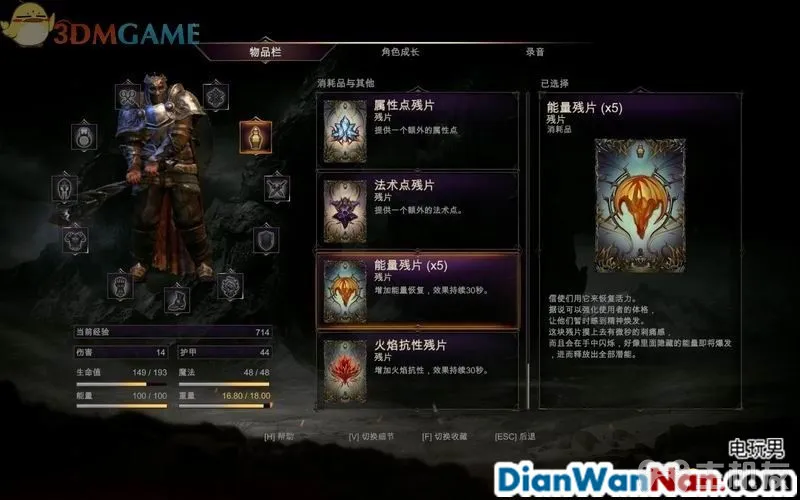 3DMGAME
物品栏
角色成长
录音
消耗品与其他
已选择
属性点残片
残片
提供一个额外的属性点
法术点残片
残片
提供一个额外的法术点。
能量残片 (x5)
残片
增加能量恢复，效果持续30秒。
火焰抗性残片
残片
增加火焰抗性，效果持续30秒。
能量残片 (x5)
残片
消耗品
信使们用它来恢复活力。
据说可以强化使用者的体格，
让他们暂时感到精神焕发。
这块残片摸上去有微秒的刺痛感，
而且会在手中闪烁，好像里面隐藏的能量即将爆发
，进而释放出全部潜能。
当前经验 714
伤害 14 护甲 44
生命值 149 / 193 魔法 48 / 48
能量 100 / 100 重量 16.80 / 18.00
[H] 帮助 [V] 切换细节 [F] 切换收藏 [ESC] 后退
电玩男
DianWanNan.com